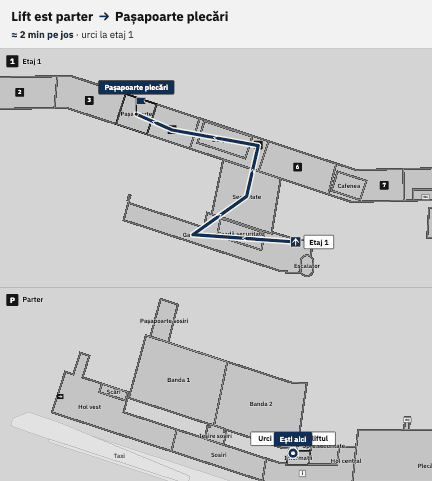 Lift est parter → Pașapoarte plecări
≈ 2 min pe jos · urci la etaj 1
1 Etaj 1
Pașapoarte plecări
2
3
6
Cafenea
7
Etaj 1
Escalator
P Parter
Pașapoarte sosiri
Banda 1
Banda 2
Scări
Hol vest
Ieșire sosiri
Sosiri
Taxi
Urci
Ești aici
liftul
Hol central